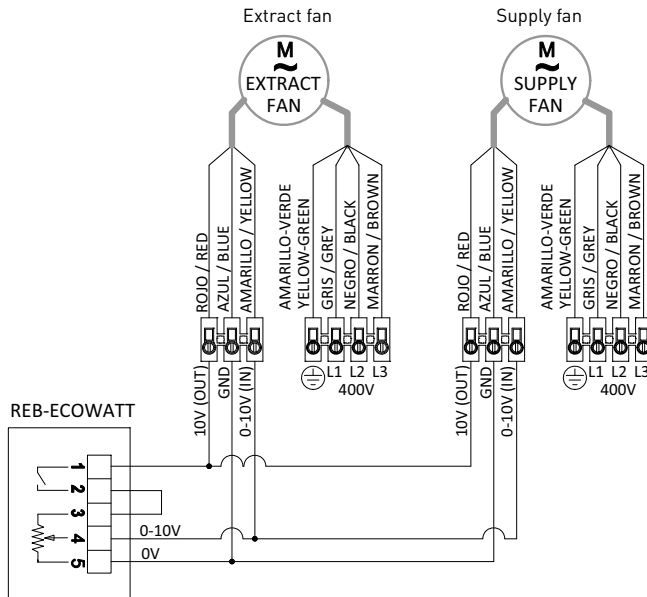 Extract fan
Supply fan
M
~
EXTRACT
FAN
M
~
SUPPLY
FAN
ROJO / RED
AZUL / BLUE
AMARILLO / YELLOW
AMARILLO-VERDE
YELLOW-GREEN
GRIS / GREY
NEGRO / BLACK
MARRON / BROWN
ROJO / RED
AZUL / BLUE
AMARILLO / YELLOW
AMARILLO-VERDE
YELLOW-GREEN
GRIS / GREY
NEGRO / BLACK
MARRON / BROWN
10V (OUT)
GND
0-10V (IN)
L1 L2 L3
400V
10V (OUT)
GND
0-10V (IN)
L1 L2 L3
400V
REB-ECOWATT
1
2
3
4
5
0-10V
0V